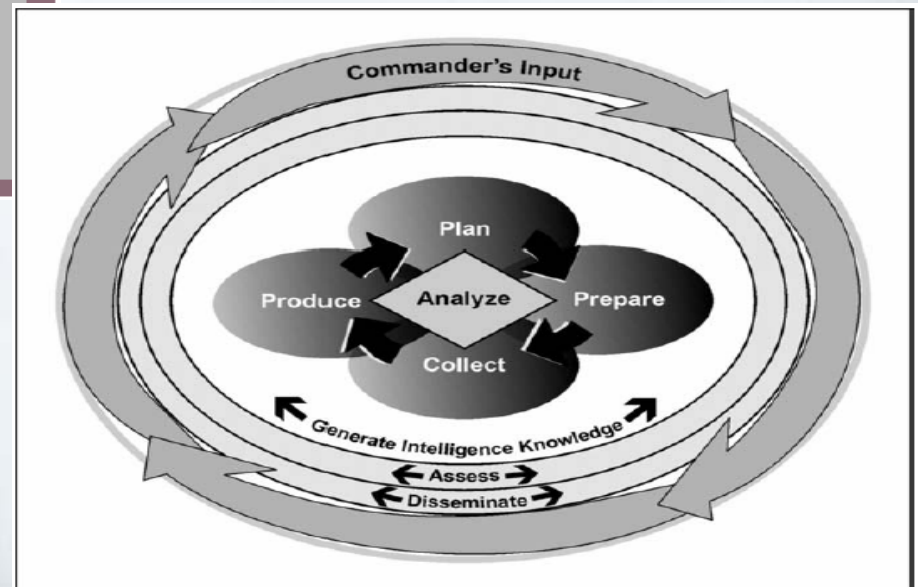 Commander's Input
Plan
Produce
Analyze
Prepare
Collect
Generate Intelligence Knowledge
Assess
Disseminate